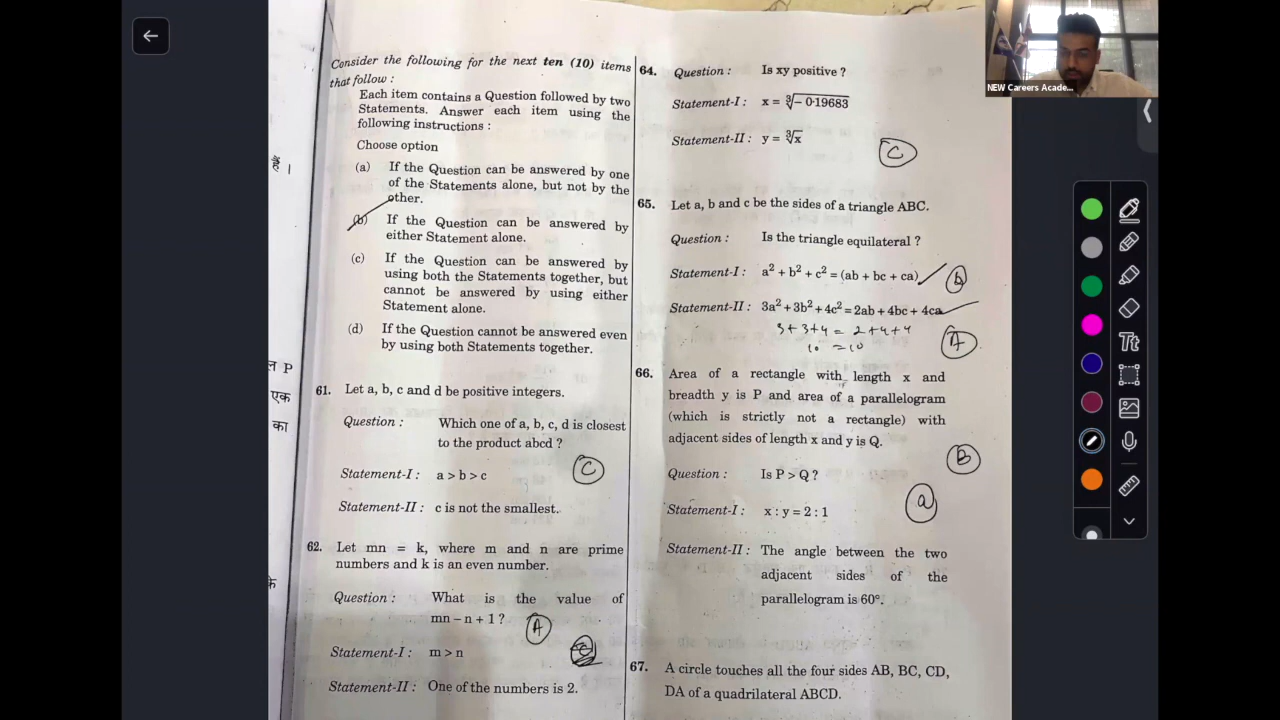 NEW Careers Acade...
हैं ।
न P
एक
का
के
Consider the following for the next ten (10) items
that follow :
Each item contains a Question followed by two
Statements. Answer each item using the
following instructions :
Choose option
(a) If the Question can be answered by one
of the Statements alone, but not by the
other.
(b) If the Question can be answered by
either Statement alone.
(c) If the Question can be answered by
using both the Statements together, but
cannot be answered by using either
Statement alone.
(d) If the Question cannot be answered even
by using both Statements together.
61. Let a, b, c and d be positive integers.
Question : Which one of a, b, c, d is closest
to the product abcd ?
Statement-I : a > b > c
C
Statement-II : c is not the smallest.
62. Let mn = k, where m and n are prime
numbers and k is an even number.
Question : What is the value of
mn – n + 1 ?
A
Statement-I : m > n
Statement-II : One of the numbers is 2.
64. Question : Is xy positive ?
Statement-I : x = ∛– 0·19683
Statement-II : y = ∛x
C
65. Let a, b and c be the sides of a triangle ABC.
Question : Is the triangle equilateral ?
Statement-I : a² + b² + c² = (ab + bc + ca)
b
Statement-II : 3a² + 3b² + 4c² = 2ab + 4bc + 4ca
3+3+4 = 2+4+4
10 = 10
A
66. Area of a rectangle with length x and
breadth y is P and area of a parallelogram
(which is strictly not a rectangle) with
adjacent sides of length x and y is Q.
B
Question : Is P > Q ?
a
Statement-I : x : y = 2 : 1
Statement-II : The angle between the two
adjacent sides of the
parallelogram is 60°.
67. A circle touches all the four sides AB, BC, CD,
DA of a quadrilateral ABCD.
Tt